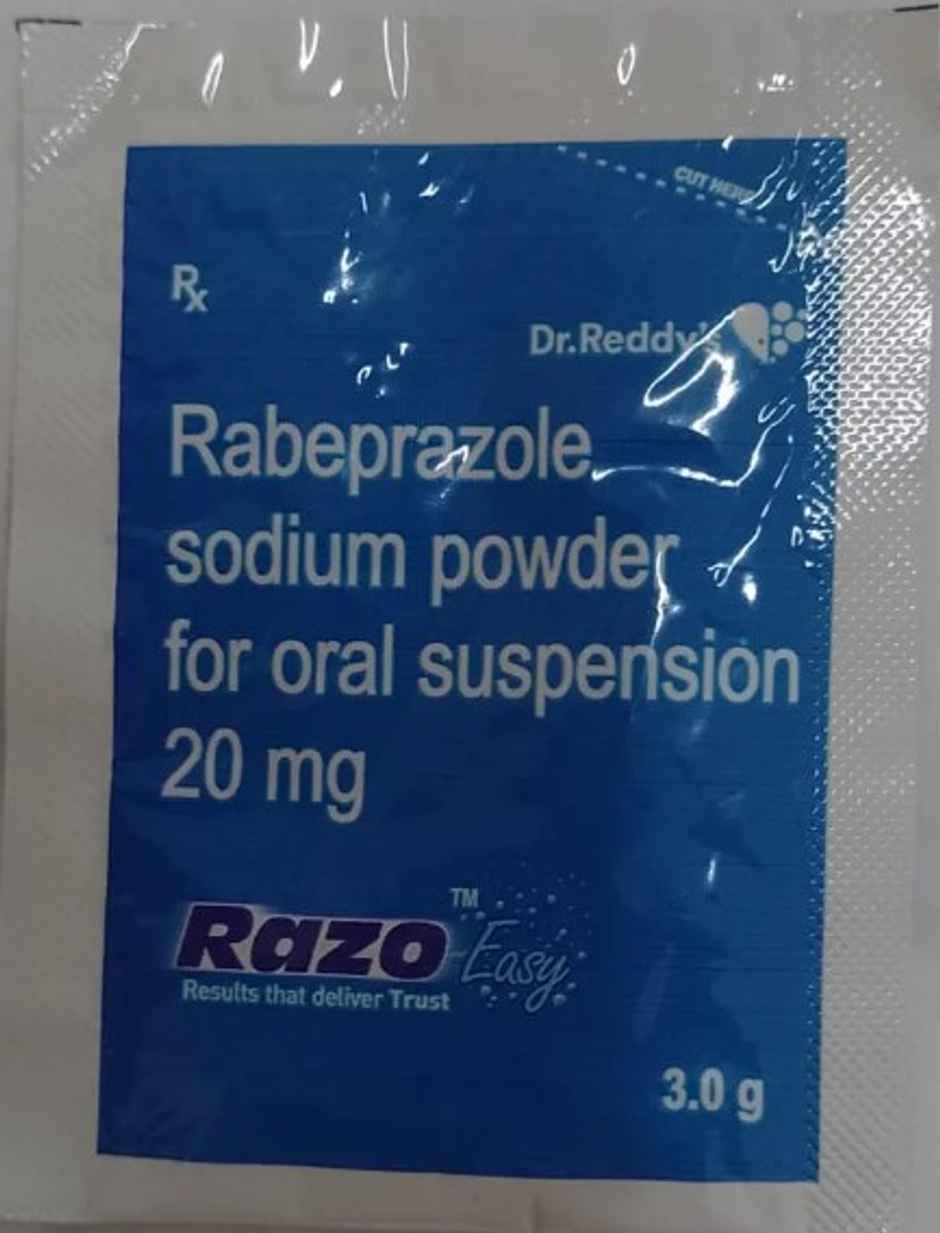 CUT HERE
Rx
Dr.Reddy's
Rabeprazole
sodium powder
for oral suspension
20 mg
Razo™ Easy
Results that deliver Trust
3.0 g